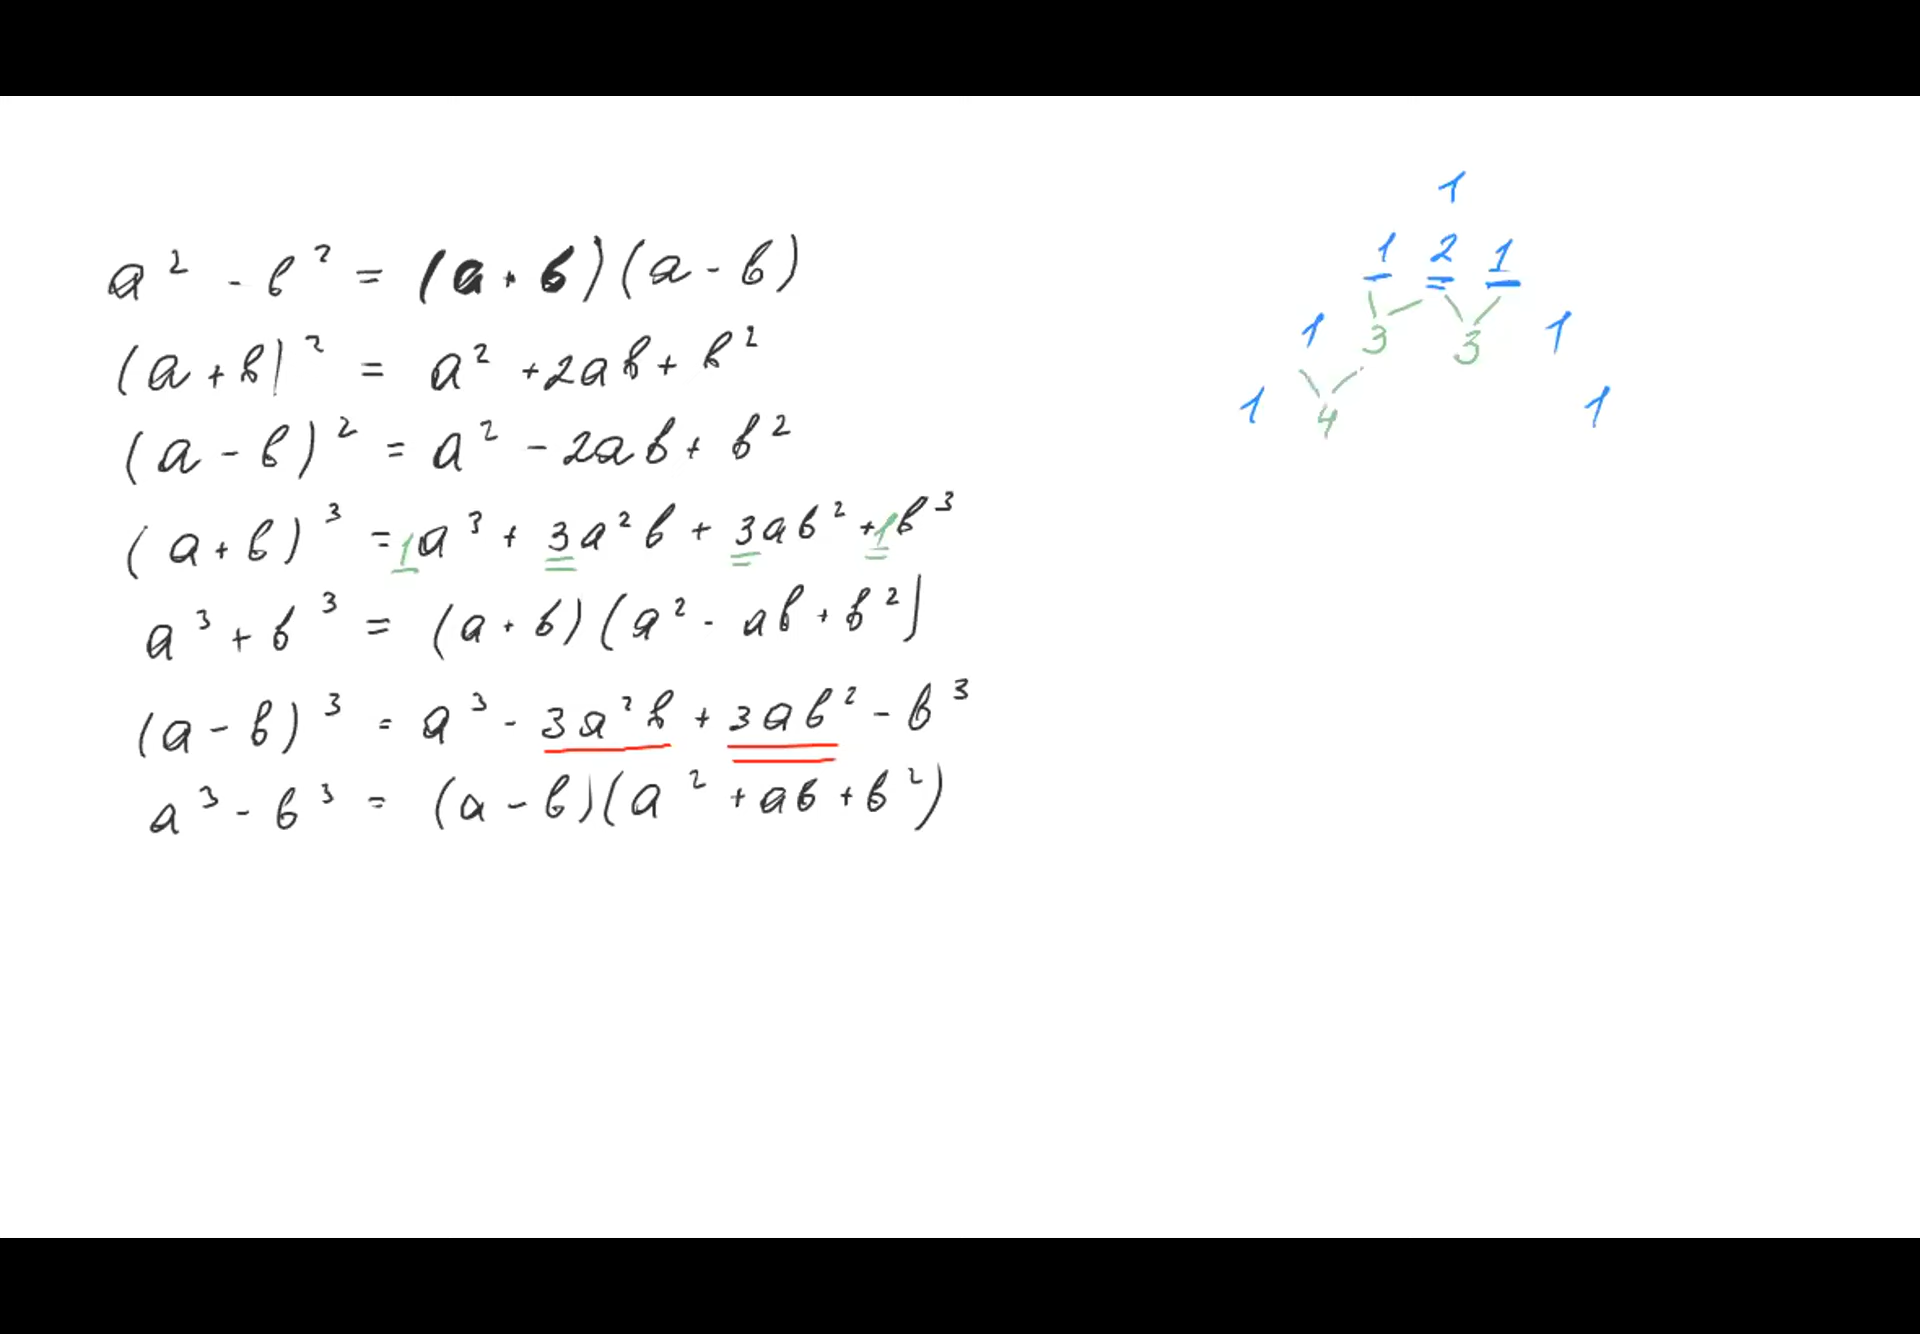 a² - b² = (a + b)(a - b)
(a + b)² = a² + 2ab + b²
(a - b)² = a² - 2ab + b²
(a + b)³ = 1a³ + 3a²b + 3ab² + 1b³
a³ + b³ = (a + b)(a² - ab + b²)
(a - b)³ = a³ - 3a²b + 3ab² - b³
a³ - b³ = (a - b)(a² + ab + b²)
1
1 2 1
1 3 3 1
1 4 1